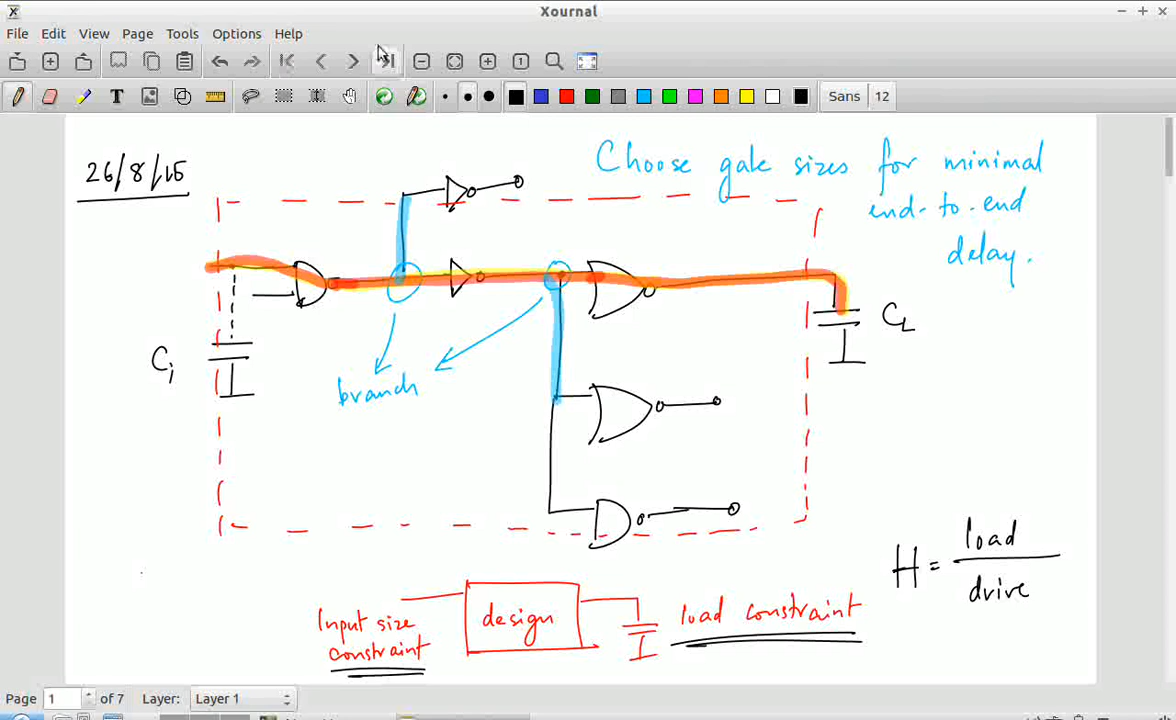 Xournal
File Edit View Page Tools Options Help
Sans 12
26/8/15
Choose gate sizes for minimal
end-to-end
delay.
Ci
CL
branch
H = load
drive
Input size
constraint
design
load constraint
Page 1 of 7 Layer: Layer 1